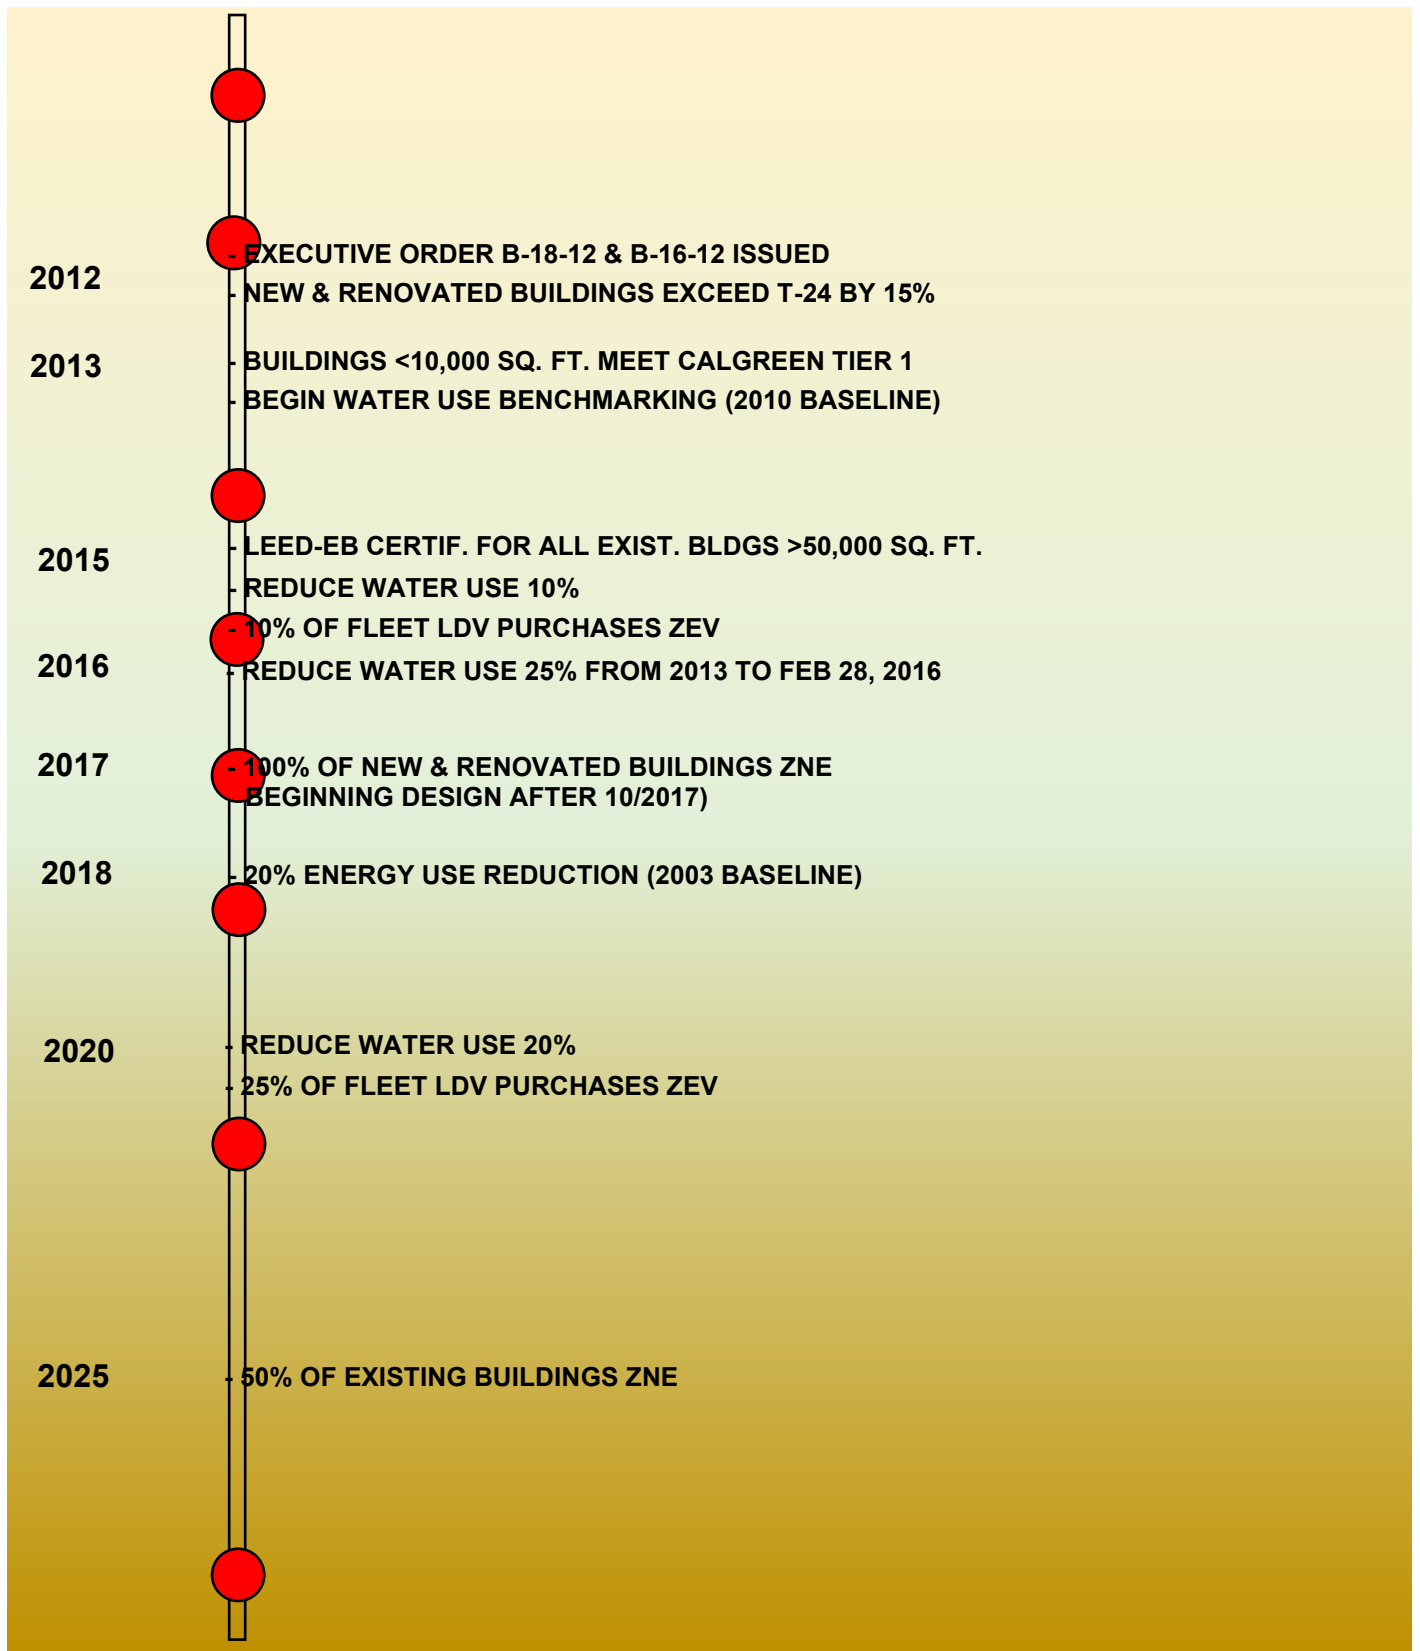 2012
- EXECUTIVE ORDER B-18-12 & B-16-12 ISSUED
- NEW & RENOVATED BUILDINGS EXCEED T-24 BY 15%
2013
- BUILDINGS <10,000 SQ. FT. MEET CALGREEN TIER 1
- BEGIN WATER USE BENCHMARKING (2010 BASELINE)
2015
- LEED-EB CERTIF. FOR ALL EXIST. BLDGS >50,000 SQ. FT.
- REDUCE WATER USE 10%
- 10% OF FLEET LDV PURCHASES ZEV
2016
- REDUCE WATER USE 25% FROM 2013 TO FEB 28, 2016
2017
- 100% OF NEW & RENOVATED BUILDINGS ZNE
BEGINNING DESIGN AFTER 10/2017)
2018
- 20% ENERGY USE REDUCTION (2003 BASELINE)
2020
- REDUCE WATER USE 20%
- 25% OF FLEET LDV PURCHASES ZEV
2025
- 50% OF EXISTING BUILDINGS ZNE